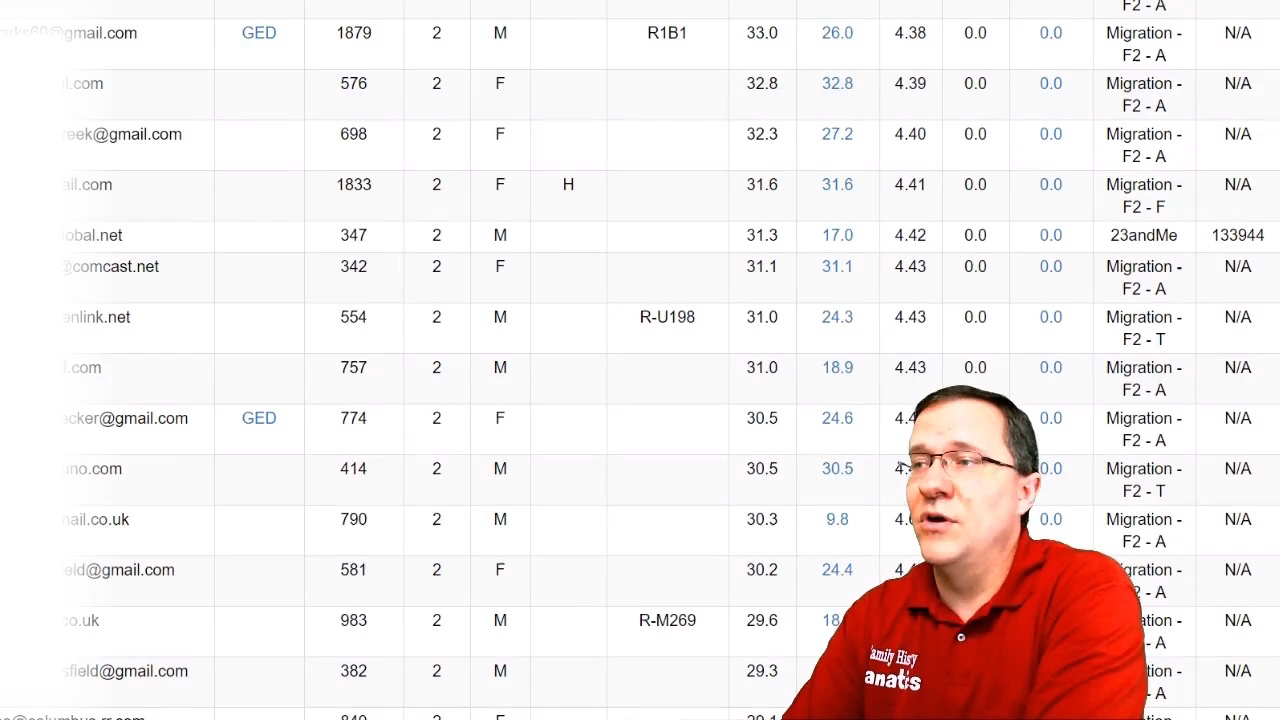 F2 - A
@gmail.com GED 1879 2 M R1B1 33.0 26.0 4.38 0.0 0.0 Migration - N/A
F2 - A
.com 576 2 F 32.8 32.8 4.39 0.0 0.0 Migration - N/A
F2 - A
reek@gmail.com 698 2 F 32.3 27.2 4.40 0.0 0.0 Migration - N/A
F2 - A
ail.com 1833 2 F H 31.6 31.6 4.41 0.0 0.0 Migration - N/A
F2 - F
lobal.net 347 2 M 31.3 17.0 4.42 0.0 0.0 23andMe 133944
@comcast.net 342 2 F 31.1 31.1 4.43 0.0 0.0 Migration - N/A
F2 - A
enlink.net 554 2 M R-U198 31.0 24.3 4.43 0.0 0.0 Migration - N/A
F2 - T
l.com 757 2 M 31.0 18.9 4.43 0.0 0.0 Migration - N/A
F2 - A
ecker@gmail.com GED 774 F 2 30.5 24.6 0.0 Migration - N/A
F2 - A
uno.com 414 2 M 30.5 30.5 0.0 Migration - N/A
F2 - T
nail.co.uk 790 2 M 30.3 9.8 0.0 Migration - N/A
F2 - A
eld@gmail.com 581 2 F 30.2 24.4 N/A
983 2 M R-M269 29.6 N/A
co.uk
sfield@gmail.com 382 2 M 29.3 N/A
amily Hist'y
anatics